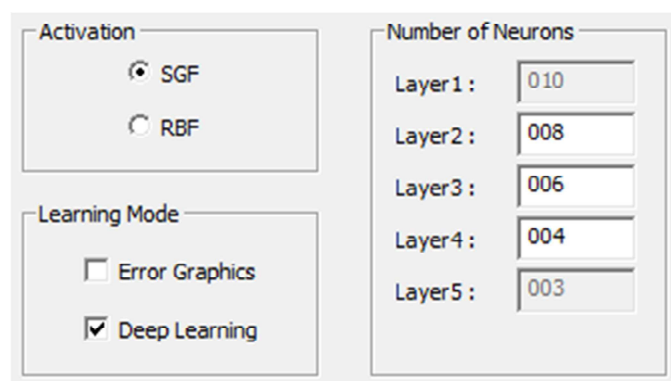 Activation
SGF
RBF
Learning Mode
Error Graphics
Deep Learning
Number of Neurons
Layer1 : 010
Layer2 : 008
Layer3 : 006
Layer4 : 004
Layer5 : 003